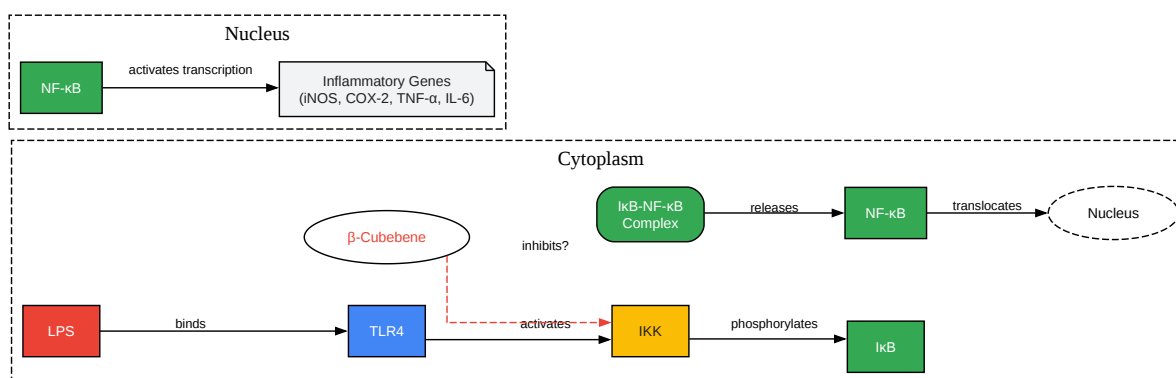 Nucleus
NF-κB
activates transcription
Inflammatory Genes
(iNOS, COX-2, TNF-α, IL-6)
Cytoplasm
IκB-NF-κB
Complex
releases
NF-κB
translocates
Nucleus
β-Cubebene
inhibits?
LPS
binds
TLR4
activates
IKK
phosphorylates
IκB